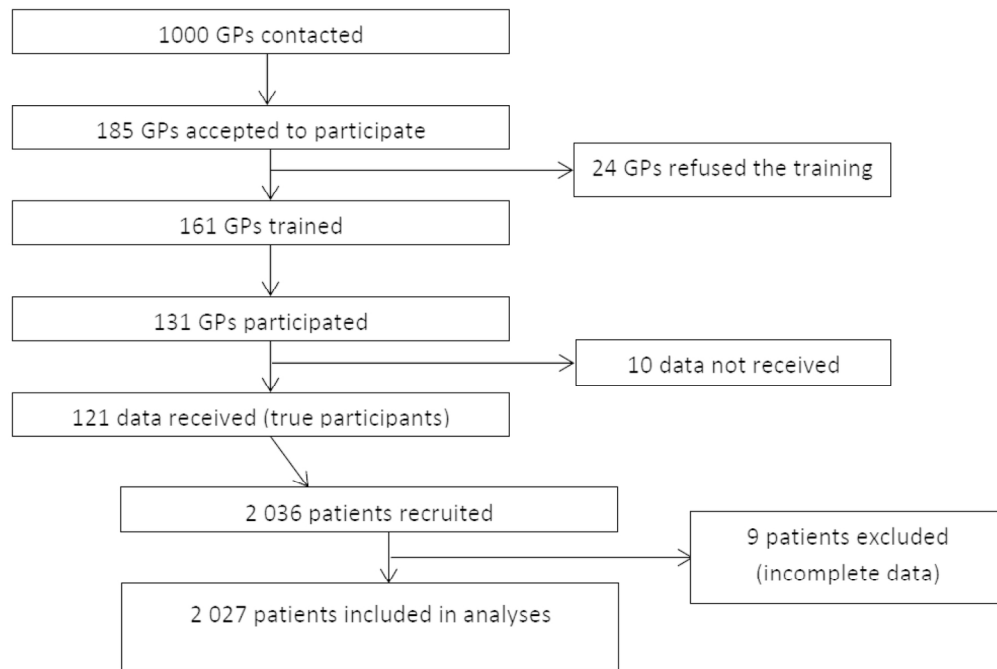 1000 GPs contacted
185 GPs accepted to participate
24 GPs refused the training
161 GPs trained
131 GPs participated
10 data not received
121 data received (true participants)
2 036 patients recruited
9 patients excluded
(incomplete data)
2 027 patients included in analyses